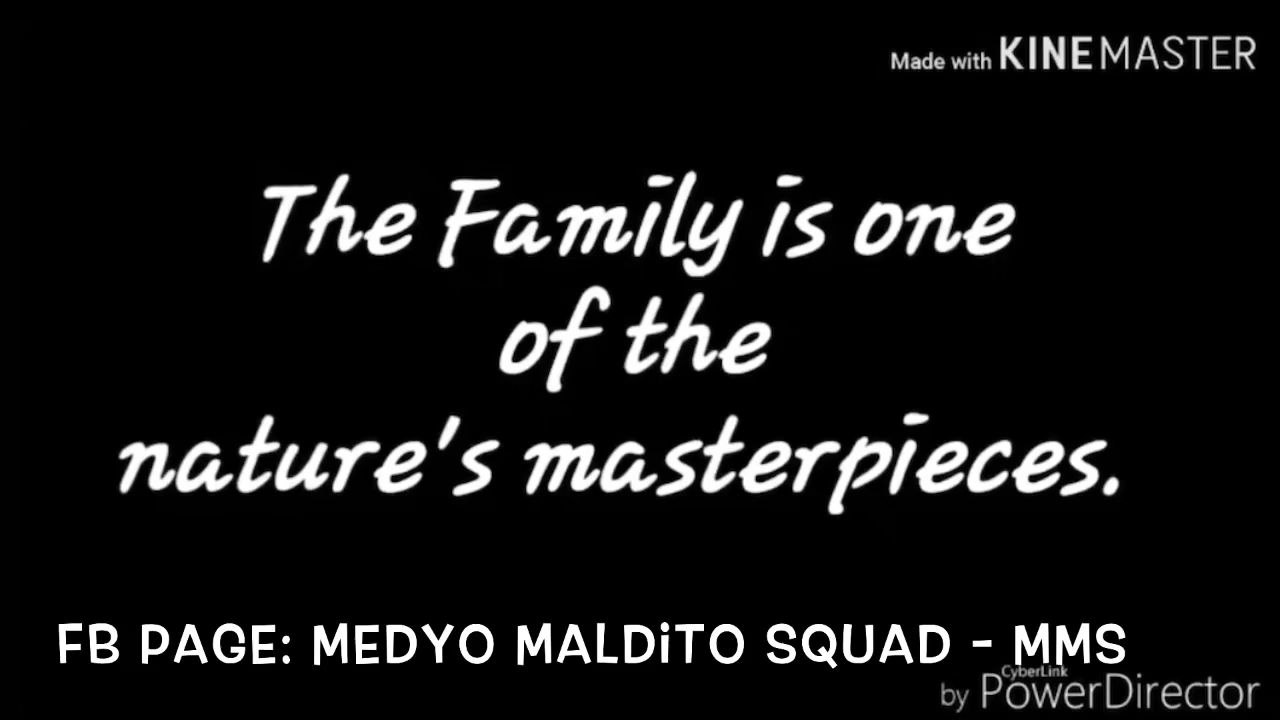 Made with KINEMASTER
The Family is one
of the
nature's masterpieces.
FB PAGE: MEDYO MALDiTO SQUAD - MMS
CyberLink
by PowerDirector